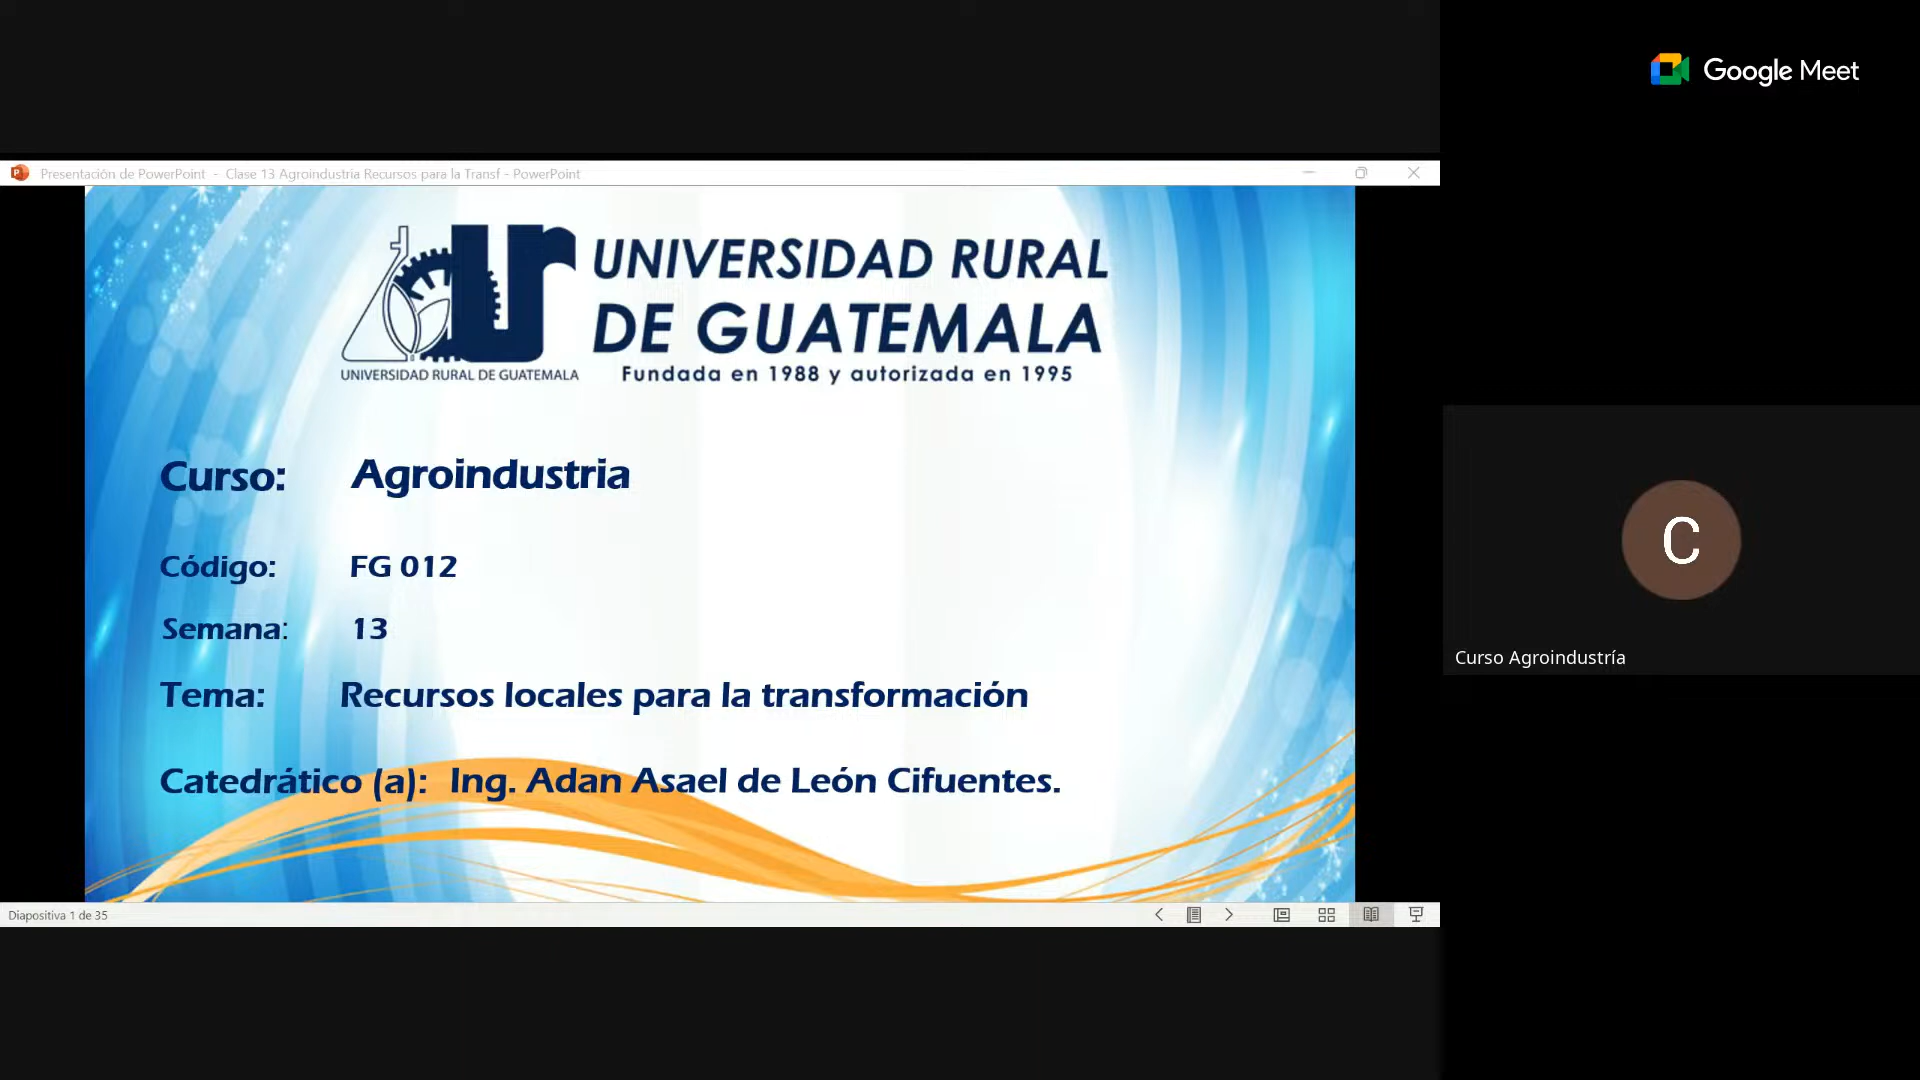 Google Meet
Presentación de PowerPoint - Clase 13 Agroindustria Recursos para la Transf - PowerPoint
UNIVERSIDAD RURAL
DE GUATEMALA
UNIVERSIDAD RURAL DE GUATEMALA
Fundada en 1988 y autorizada en 1995
Curso: Agroindustria
Código: FG 012
Semana: 13
Tema: Recursos locales para la transformación
Catedrático (a): Ing. Adan Asael de León Cifuentes.
C
Curso Agroindustría
Diapositiva 1 de 35